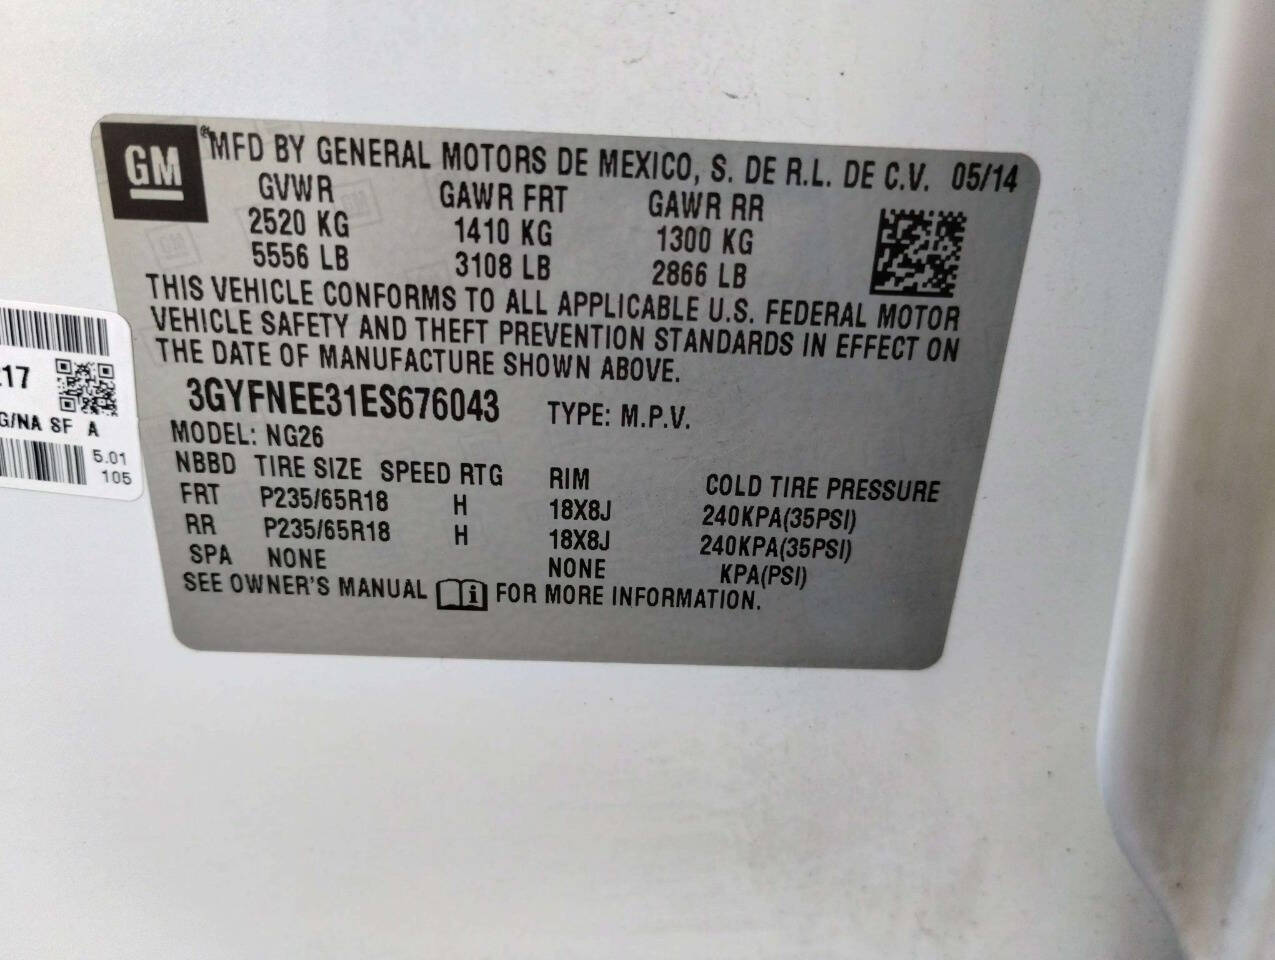 GM
MFD BY GENERAL MOTORS DE MEXICO, S. DE R.L. DE C.V. 05/14
GVWR GAWR FRT GAWR RR
2520 KG 1410 KG 1300 KG
5556 LB 3108 LB 2866 LB
THIS VEHICLE CONFORMS TO ALL APPLICABLE U.S. FEDERAL MOTOR
VEHICLE SAFETY AND THEFT PREVENTION STANDARDS IN EFFECT ON
THE DATE OF MANUFACTURE SHOWN ABOVE.
3GYFNEE31ES676043 TYPE: M.P.V.
MODEL: NG26
NBBD TIRE SIZE SPEED RTG RIM COLD TIRE PRESSURE
FRT P235/65R18 H 18X8J 240KPA(35PSI)
RR P235/65R18 H 18X8J 240KPA(35PSI)
SPA NONE NONE KPA(PSI)
SEE OWNER'S MANUAL i FOR MORE INFORMATION.
17
G/NA SF A
5.01
105